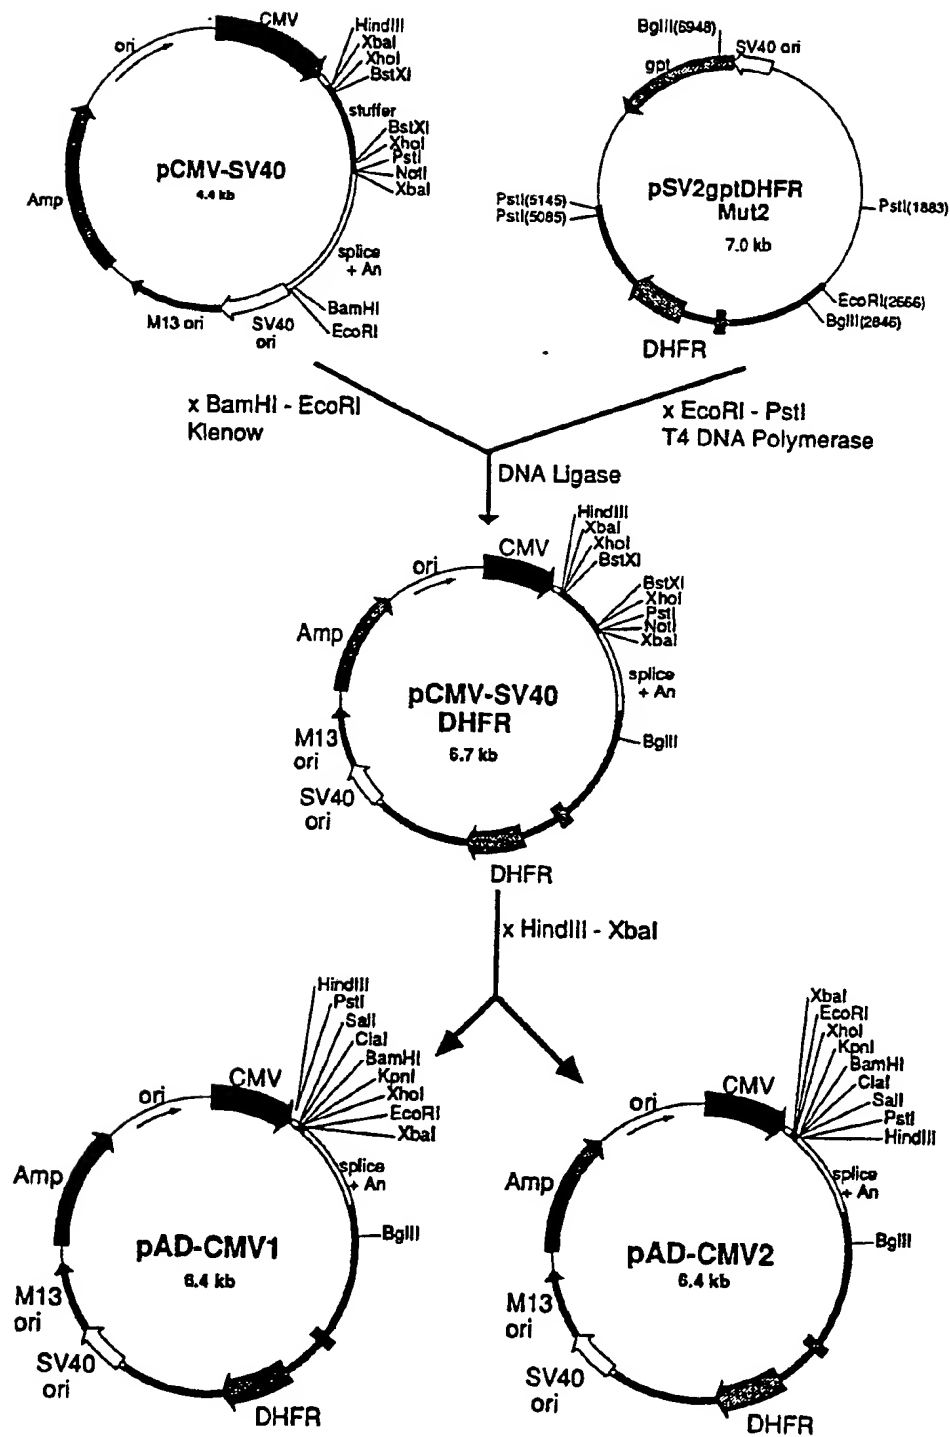 CMV
ori
HindIII
XbaI
XhoI
BstXI
stuffer
BstXI
XhoI
PstI
NotI
XbaI
pCMV-SV40
4.4 kb
Amp
splice
+ An
BamHI
EcoRI
SV40
ori
M13 ori
BglII(6948)
SV40 ori
gpt
pSV2gptDHFR
Mut2
7.0 kb
PstI(5145)
PstI(5085)
PstI(1883)
EcoRI(2666)
BglII(2846)
DHFR
x BamHI - EcoRI
Klenow
x EcoRI - PstI
T4 DNA Polymerase
DNA Ligase
HindIII
XbaI
XhoI
BstXI
CMV
ori
BstXI
XhoI
PstI
NotI
XbaI
Amp
splice
+ An
pCMV-SV40
DHFR
6.7 kb
BglII
M13
ori
SV40
ori
DHFR
x HindIII - XbaI
HindIII
PstI
SalI
ClaI
BamHI
KpnI
XhoI
EcoRI
XbaI
CMV
ori
Amp
splice
+ An
BglII
pAD-CMV1
6.4 kb
M13
ori
SV40
ori
DHFR
XbaI
EcoRI
XhoI
KpnI
BamHI
ClaI
SalI
PstI
HindIII
CMV
ori
Amp
splice
+ An
BglII
pAD-CMV2
6.4 kb
M13
ori
SV40
ori
DHFR